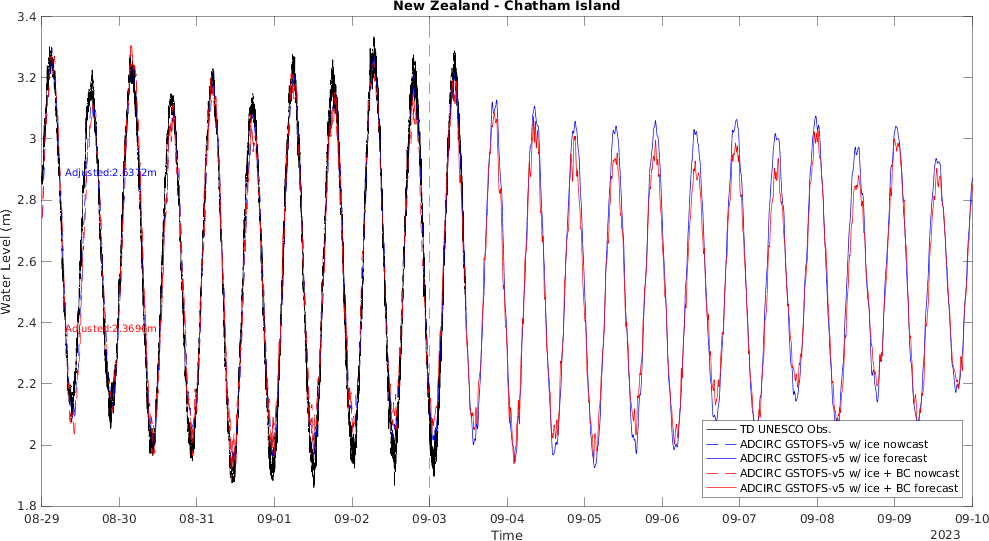 New Zealand - Chatham Island
3.4
3.2
3
2.8
2.6
2.4
2.2
2
1.8
Water Level (m)
Adjusted:2.6372m
Adjusted:2.3696m
TD UNESCO Obs.
ADCIRC GSTOFS-v5 w/ ice nowcast
ADCIRC GSTOFS-v5 w/ ice forecast
ADCIRC GSTOFS-v5 w/ ice + BC nowcast
ADCIRC GSTOFS-v5 w/ ice + BC forecast
08-29 08-30 08-31 09-01 09-02 09-03 09-04 09-05 09-06 09-07 09-08 09-09 09-10
Time
2023